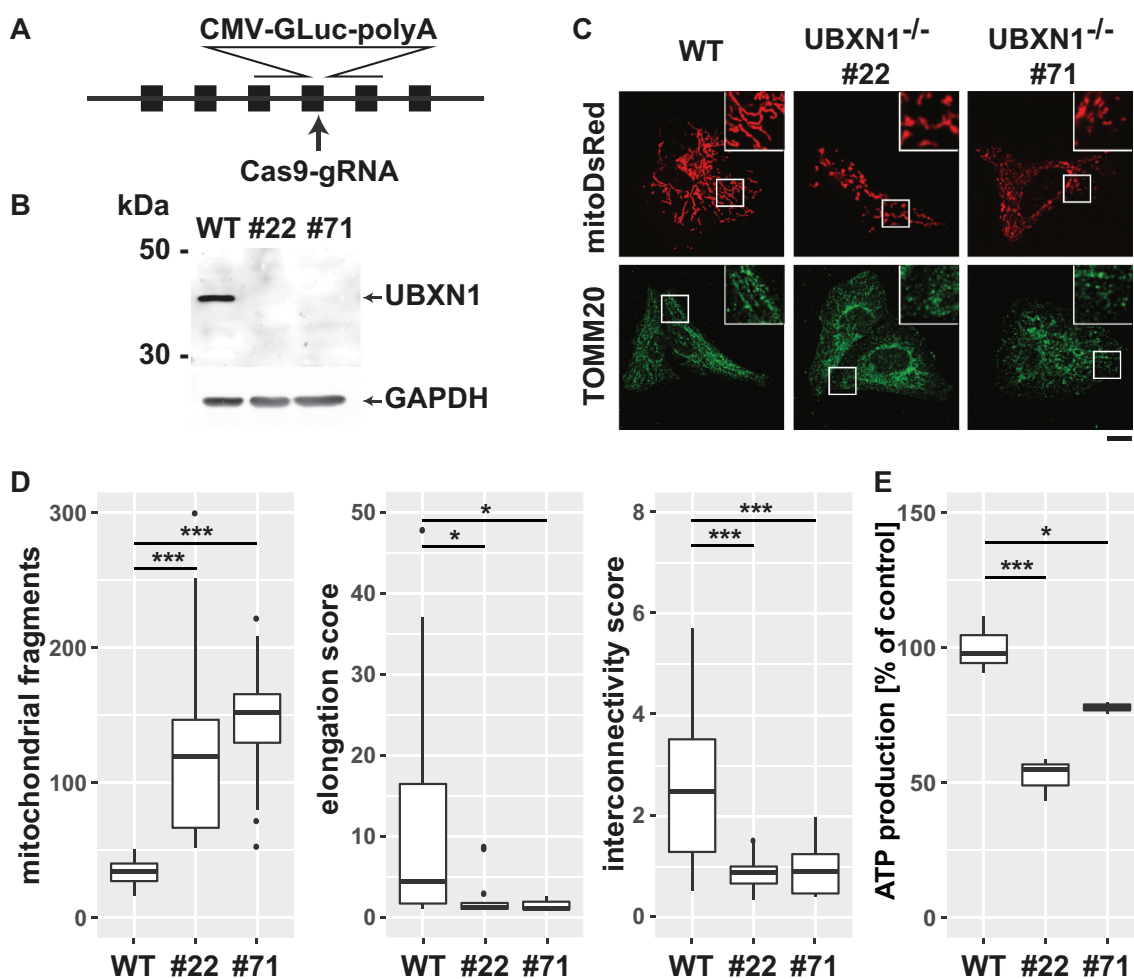 A
CMV-GLuc-polyA
Cas9-gRNA
B
kDa
WT #22 #71
50 -
UBXN1
30 -
GAPDH
C
WT
UBXN1-/-
#22
UBXN1-/-
#71
mitoDsRed
TOMM20
D
mitochondrial fragments
300
200
100
0
***
***
WT #22 #71
elongation score
50
40
30
20
10
0
*
*
WT #22 #71
interconnectivity score
8
6
4
2
0
***
***
WT #22 #71
E
ATP production [% of control]
150
100
50
0
*
***
WT #22 #71